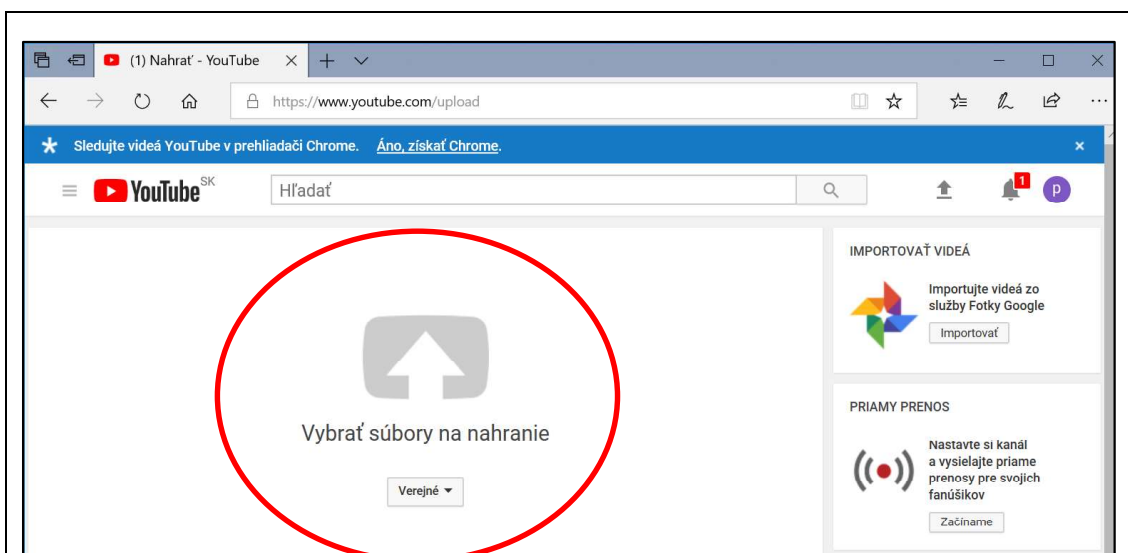 (1) Nahrať - YouTube
https://www.youtube.com/upload
Sledujte videá YouTube v prehliadači Chrome. Áno, získať Chrome.
YouTube SK
Hľadať
1
p
Vybrať súbory na nahranie
Verejné
IMPORTOVAŤ VIDEÁ
Importujte videá zo
služby Fotky Google
Importovať
PRIAMY PRENOS
Nastavte si kanál
a vysielajte priame
prenosy pre svojich
fanúšikov
Začíname